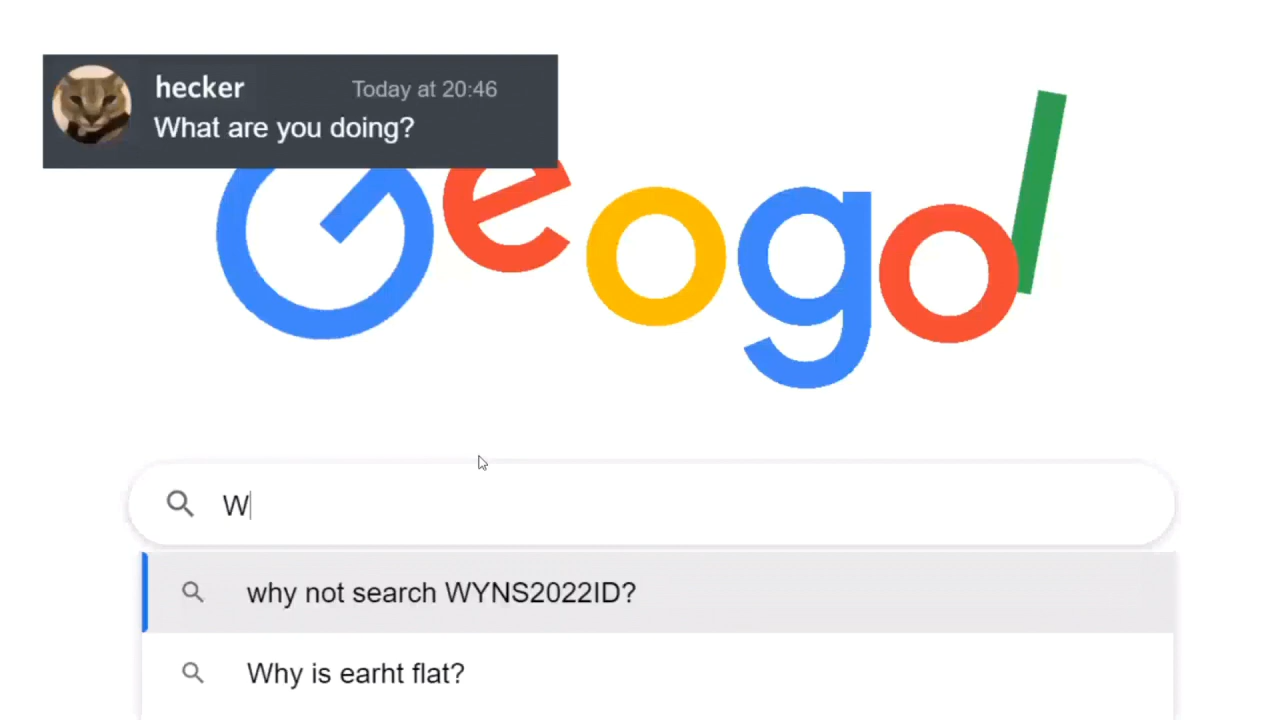 hecker Today at 20:46
What are you doing?
Geogol
W
why not search WYNS2022ID?
Why is earht flat?